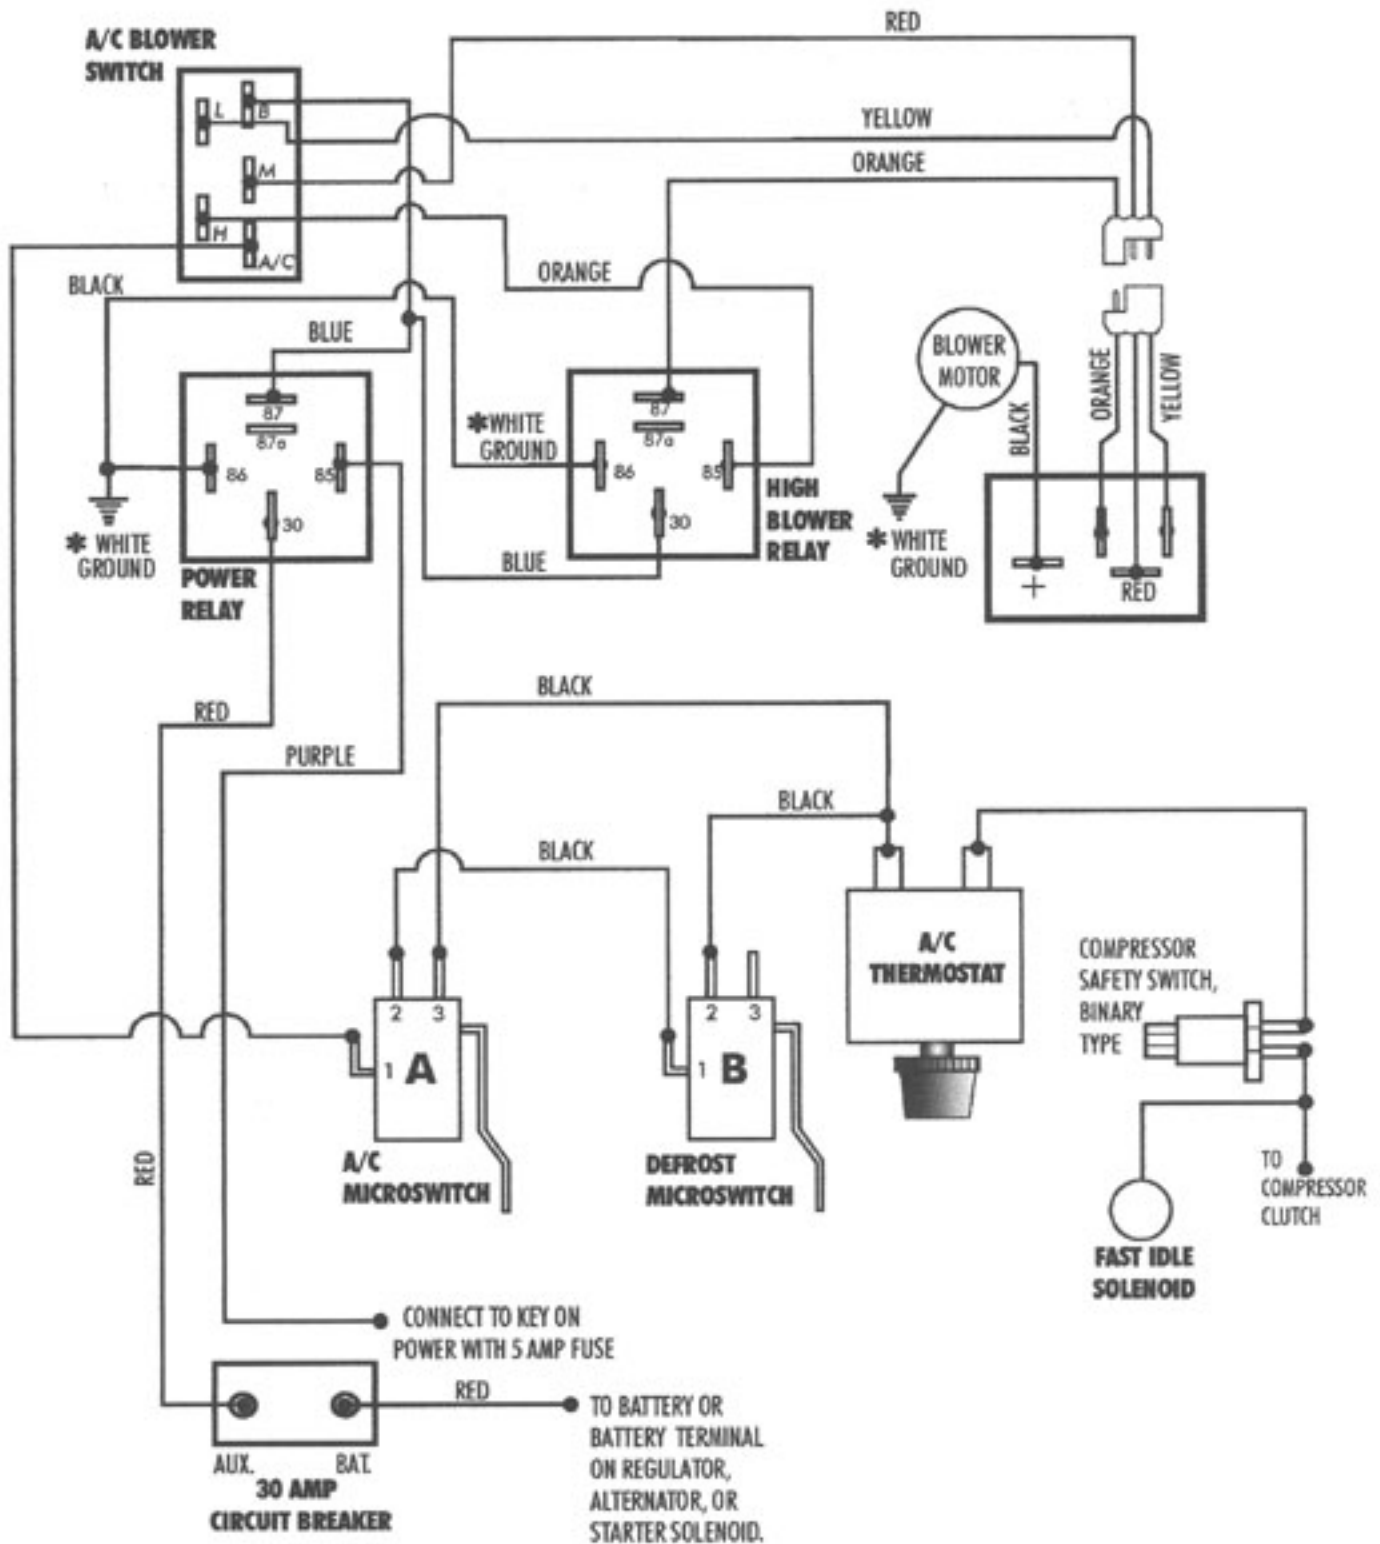 RED
A/C BLOWER
SWITCH
L
B
YELLOW
M
ORANGE
H
A/C
ORANGE
BLACK
BLUE
BLOWER
MOTOR
ORANGE
YELLOW
BLACK
87
87a
86
85
30
✱ WHITE
GROUND
POWER
RELAY
✱WHITE
GROUND
87
87a
86
85
30
HIGH
BLOWER
RELAY
BLUE
✱WHITE
GROUND
+
RED
RED
PURPLE
BLACK
BLACK
BLACK
A/C
THERMOSTAT
COMPRESSOR
SAFETY SWITCH,
BINARY
TYPE
2
3
1
A
A/C
MICROSWITCH
2
3
1
B
DEFROST
MICROSWITCH
RED
TO
COMPRESSOR
CLUTCH
FAST IDLE
SOLENOID
CONNECT TO KEY ON
POWER WITH 5 AMP FUSE
RED
TO BATTERY OR
BATTERY TERMINAL
ON REGULATOR,
ALTERNATOR, OR
STARTER SOLENOID.
AUX.
BAT.
30 AMP
CIRCUIT BREAKER